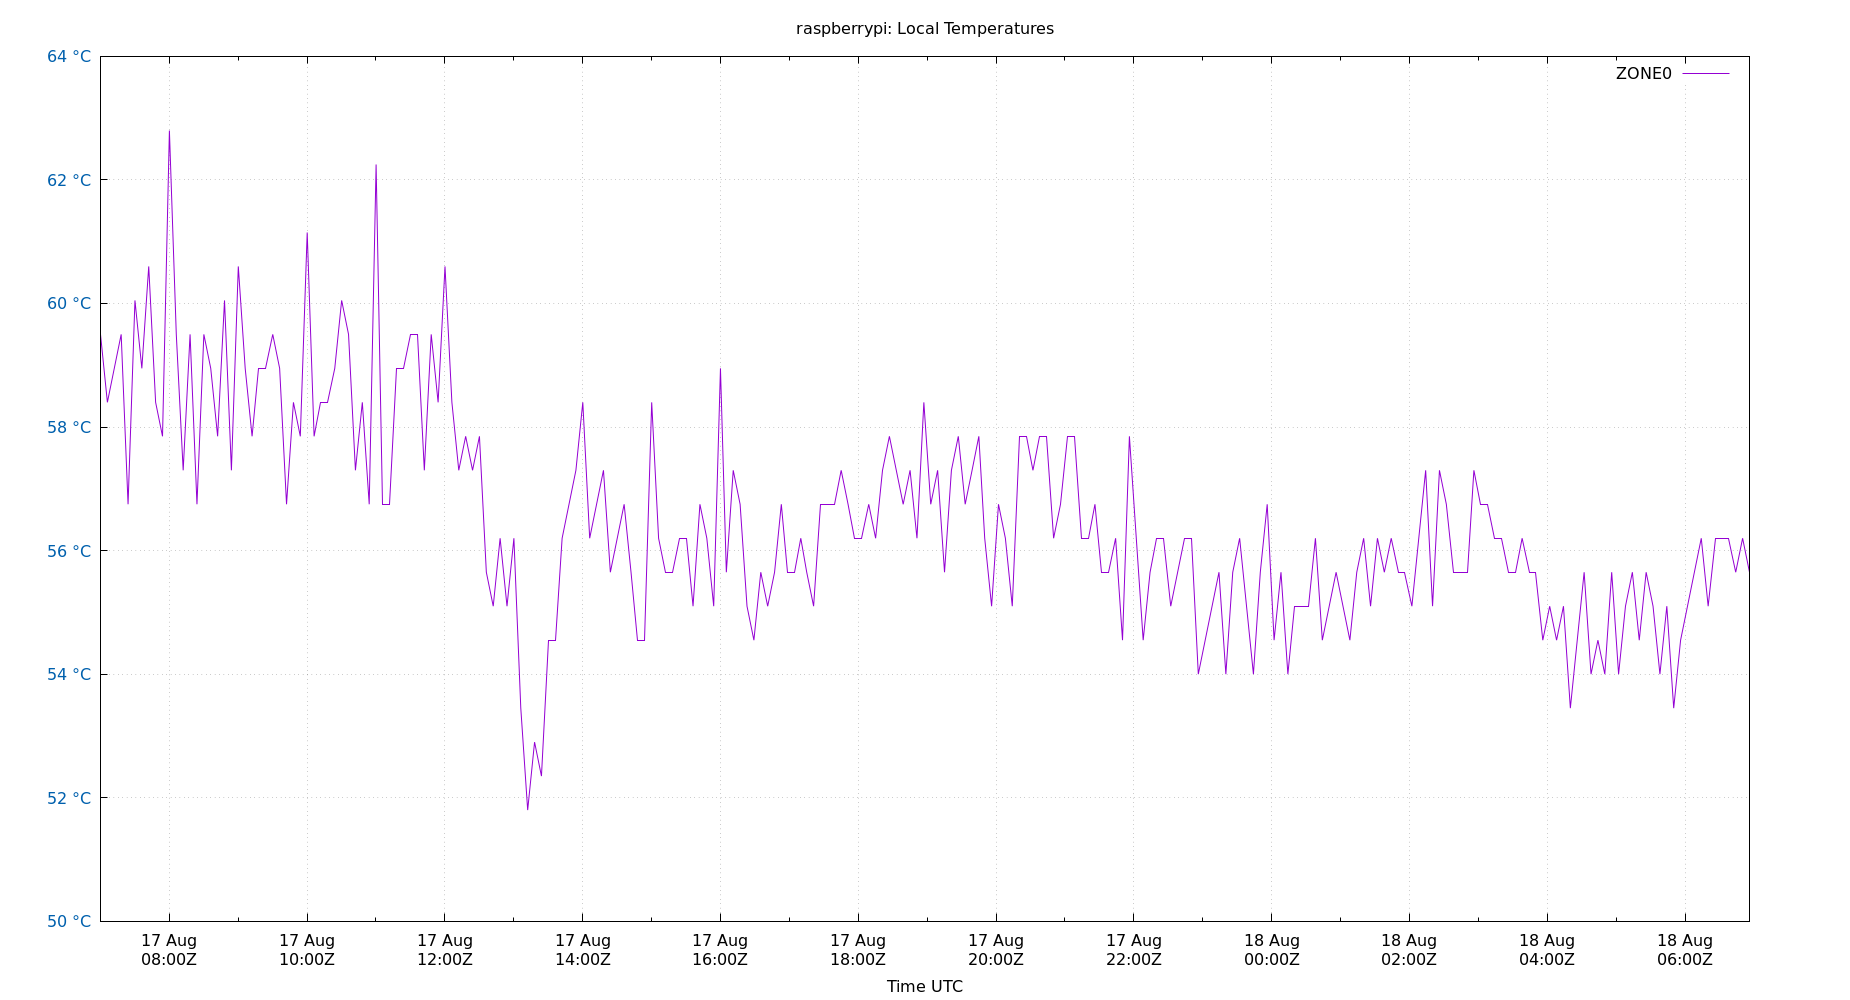 raspberrypi: Local Temperatures
ZONE0
64 °C
62 °C
60 °C
58 °C
56 °C
54 °C
52 °C
50 °C
17 Aug 17 Aug 17 Aug 17 Aug 17 Aug 17 Aug 17 Aug 17 Aug 18 Aug 18 Aug 18 Aug 18 Aug
08:00Z 10:00Z 12:00Z 14:00Z 16:00Z 18:00Z 20:00Z 22:00Z 00:00Z 02:00Z 04:00Z 06:00Z
Time UTC